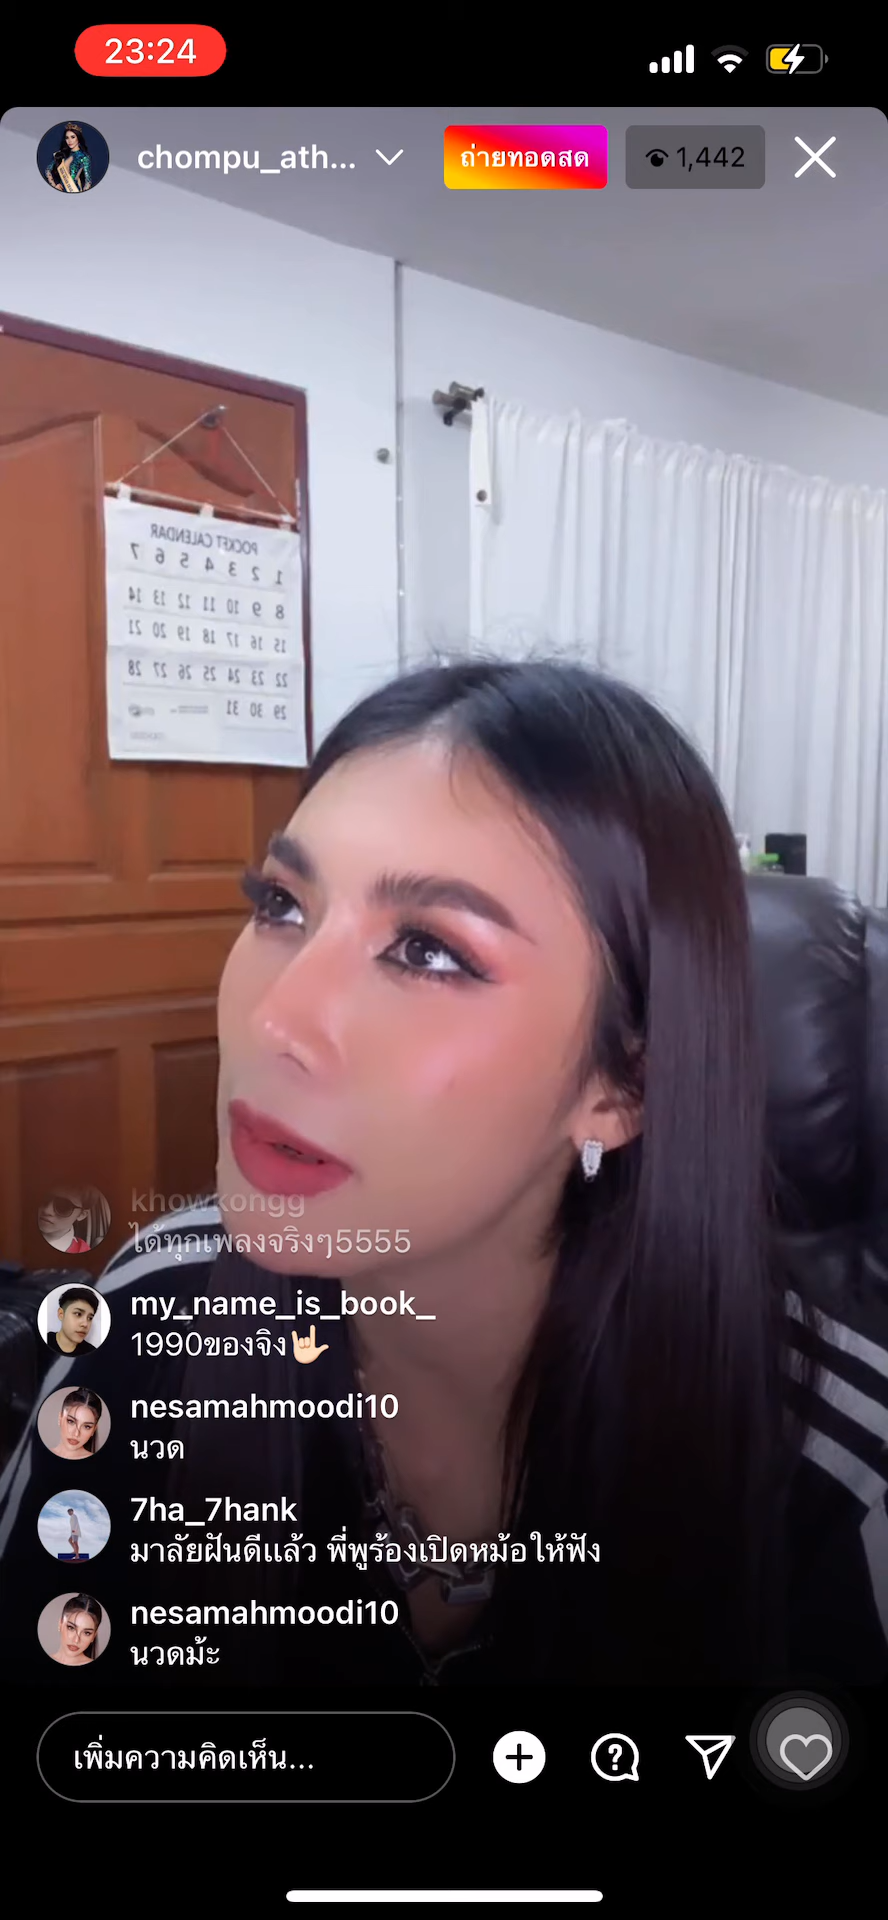 23:24
chompu_ath...
ถ่ายทอดสด
1,442
POCKET CALENDAR
1 2 3 4 5 6 7
8 9 10 11 12 13 14
15 16 17 18 19 20 21
22 23 24 25 26 27 28
29 30 31
khowkongg
ได้ทุกเพลงจริงๆ5555
my_name_is_book_
1990ของจิง🤟🏻
nesamahmoodi10
นวด
7ha_7hank
มาลัยฝันดีแล้ว พี่พูร้องเปิดหม้อให้ฟัง
nesamahmoodi10
นวดม้ะ
เพิ่มความคิดเห็น...